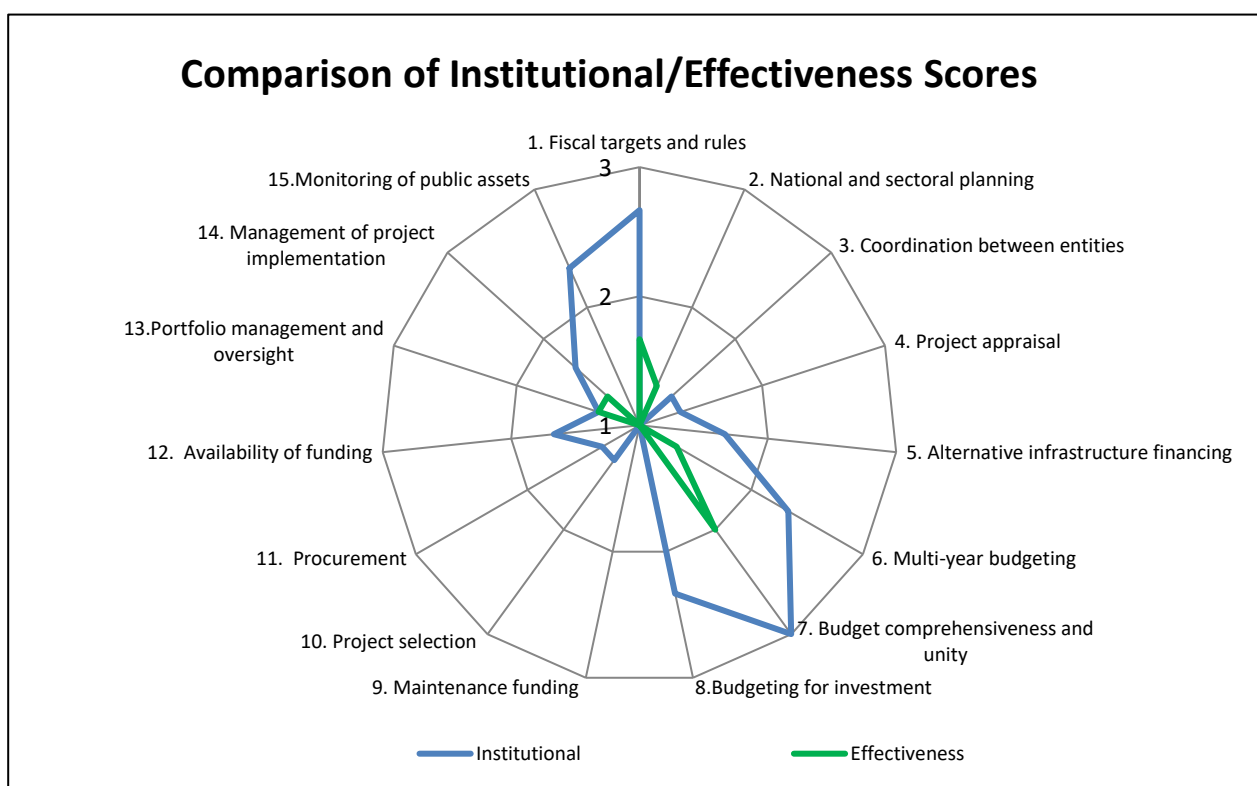 Comparison of Institutional/Effectiveness Scores
1. Fiscal targets and rules
2. National and sectoral planning
3. Coordination between entities
4. Project appraisal
5. Alternative infrastructure financing
6. Multi-year budgeting
7. Budget comprehensiveness and
unity
8.Budgeting for investment
9. Maintenance funding
10. Project selection
11. Procurement
12. Availability of funding
13.Portfolio management and
oversight
14. Management of project
implementation
15.Monitoring of public assets
3
2
1
Institutional
Effectiveness